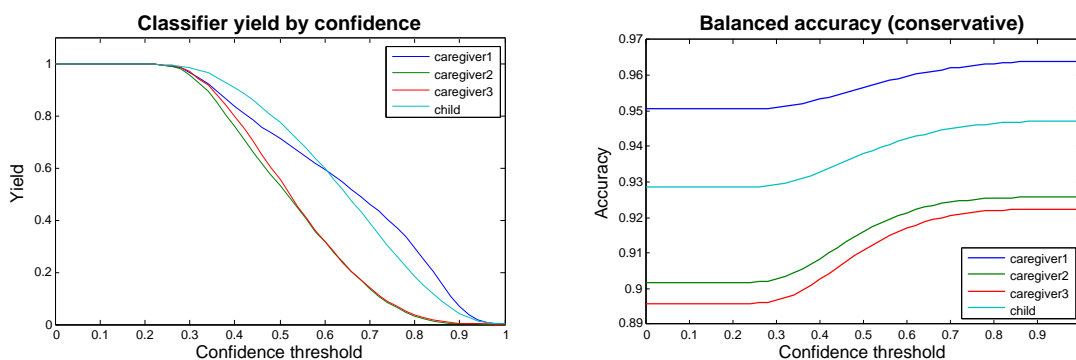 Classifier yield by confidence
Yield
1
0.8
0.6
0.4
0.2
0
0 0.1 0.2 0.3 0.4 0.5 0.6 0.7 0.8 0.9 1
Confidence threshold
caregiver1
caregiver2
caregiver3
child
Balanced accuracy (conservative)
Accuracy
0.97
0.96
0.95
0.94
0.93
0.92
0.91
0.9
0.89
0 0.1 0.2 0.3 0.4 0.5 0.6 0.7 0.8 0.9
Confidence threshold
caregiver1
caregiver2
caregiver3
child